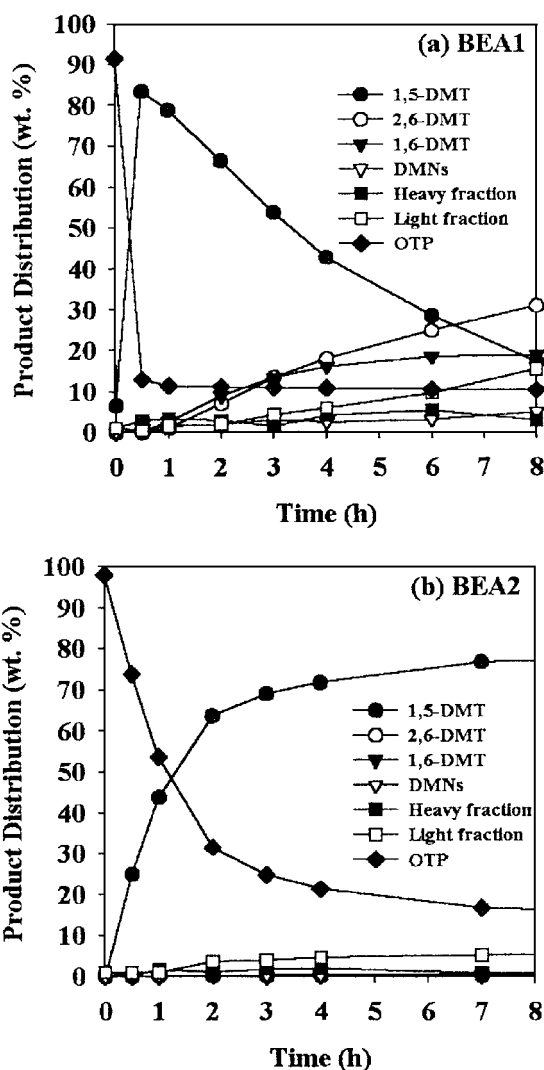 (a) BEA1
100
90
80
70
60
50
40
30
20
10
0
Product Distribution (wt. %)
1,5-DMT
2,6-DMT
1,6-DMT
DMNs
Heavy fraction
Light fraction
OTP
0 1 2 3 4 5 6 7 8
Time (h)
(b) BEA2
100
90
80
70
60
50
40
30
20
10
0
Product Distribution (wt. %)
1,5-DMT
2,6-DMT
1,6-DMT
DMNs
Heavy fraction
Light fraction
OTP
0 1 2 3 4 5 6 7 8
Time (h)